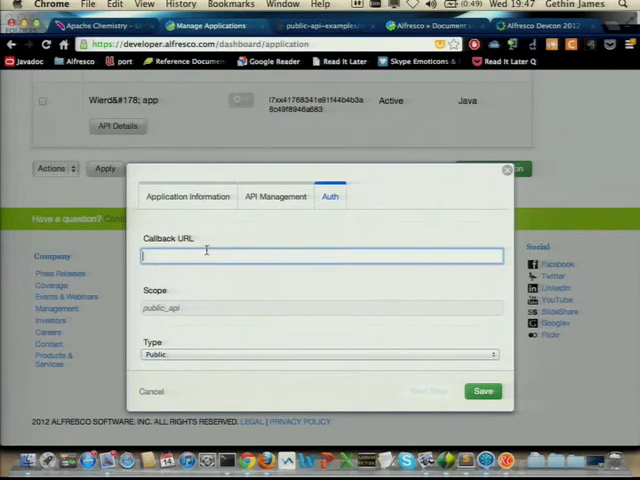 Chrome File Edit View History Bookmarks Window Help (0:49) Wed 19:47 Gethin James
Apache Chemistry - Manage Applications public-api-examples/ Alfresco » Document L Alfresco Devcon 2012
https://developer.alfresco.com/dashboard/application
Javadoc Alfresco port Reference Documen Google Reader Read It Later Skype Emoticons & Read It Later Q
Wierd&#178; app Active Java
API Details
Actions Apply
Application Information API Management Auth
Have a question?
Callback URL
Company Social
Press Releases Facebook
Coverage Twitter
Events & Webinars Scope LinkedIn
Management public_api YouTube
Investors SlideShare
Careers Google+
Contact Type Flickr
Products & Public
Services
Cancel Save
2012 ALFRESCO SOFTWARE, INC. ALL RIGHTS RESERVED. LEGAL | PRIVACY POLICY